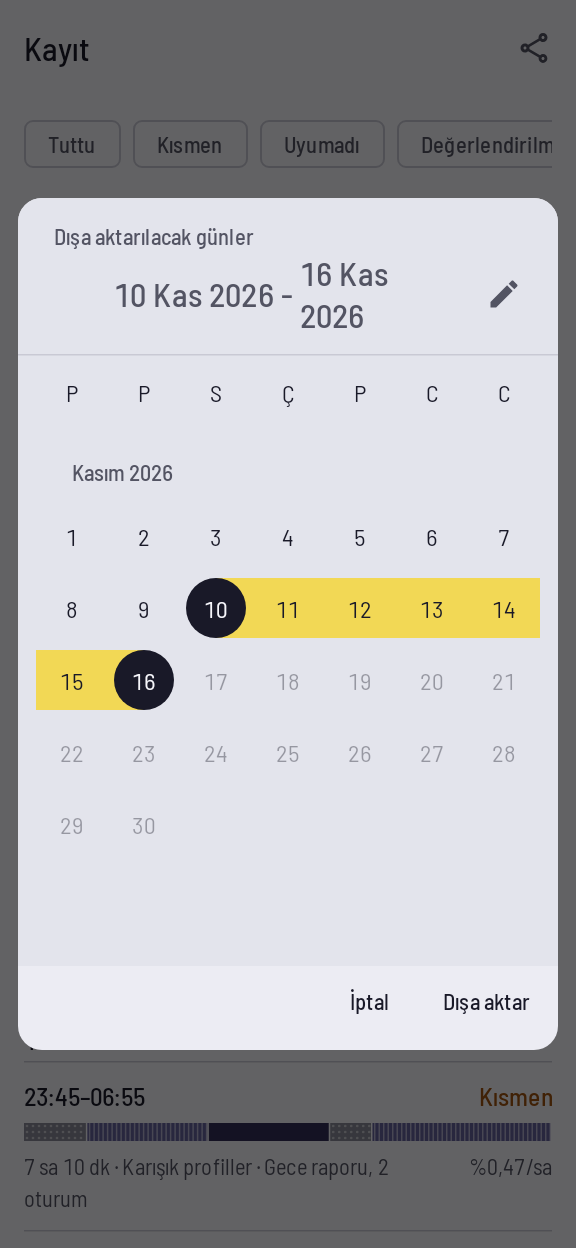 Kayıt
Tuttu Kısmen Uyumadı Değerlendirilm
Dışa aktarılacak günler
10 Kas 2026 - 16 Kas
2026
P P S Ç P C C
Kasım 2026
1 2 3 4 5 6 7
8 9 10 11 12 13 14
15 16 17 18 19 20 21
22 23 24 25 26 27 28
29 30
İptal Dışa aktar
23:45–06:55 Kısmen
7 sa 10 dk · Karışık profiller · Gece raporu, 2 %0,47/sa
oturum